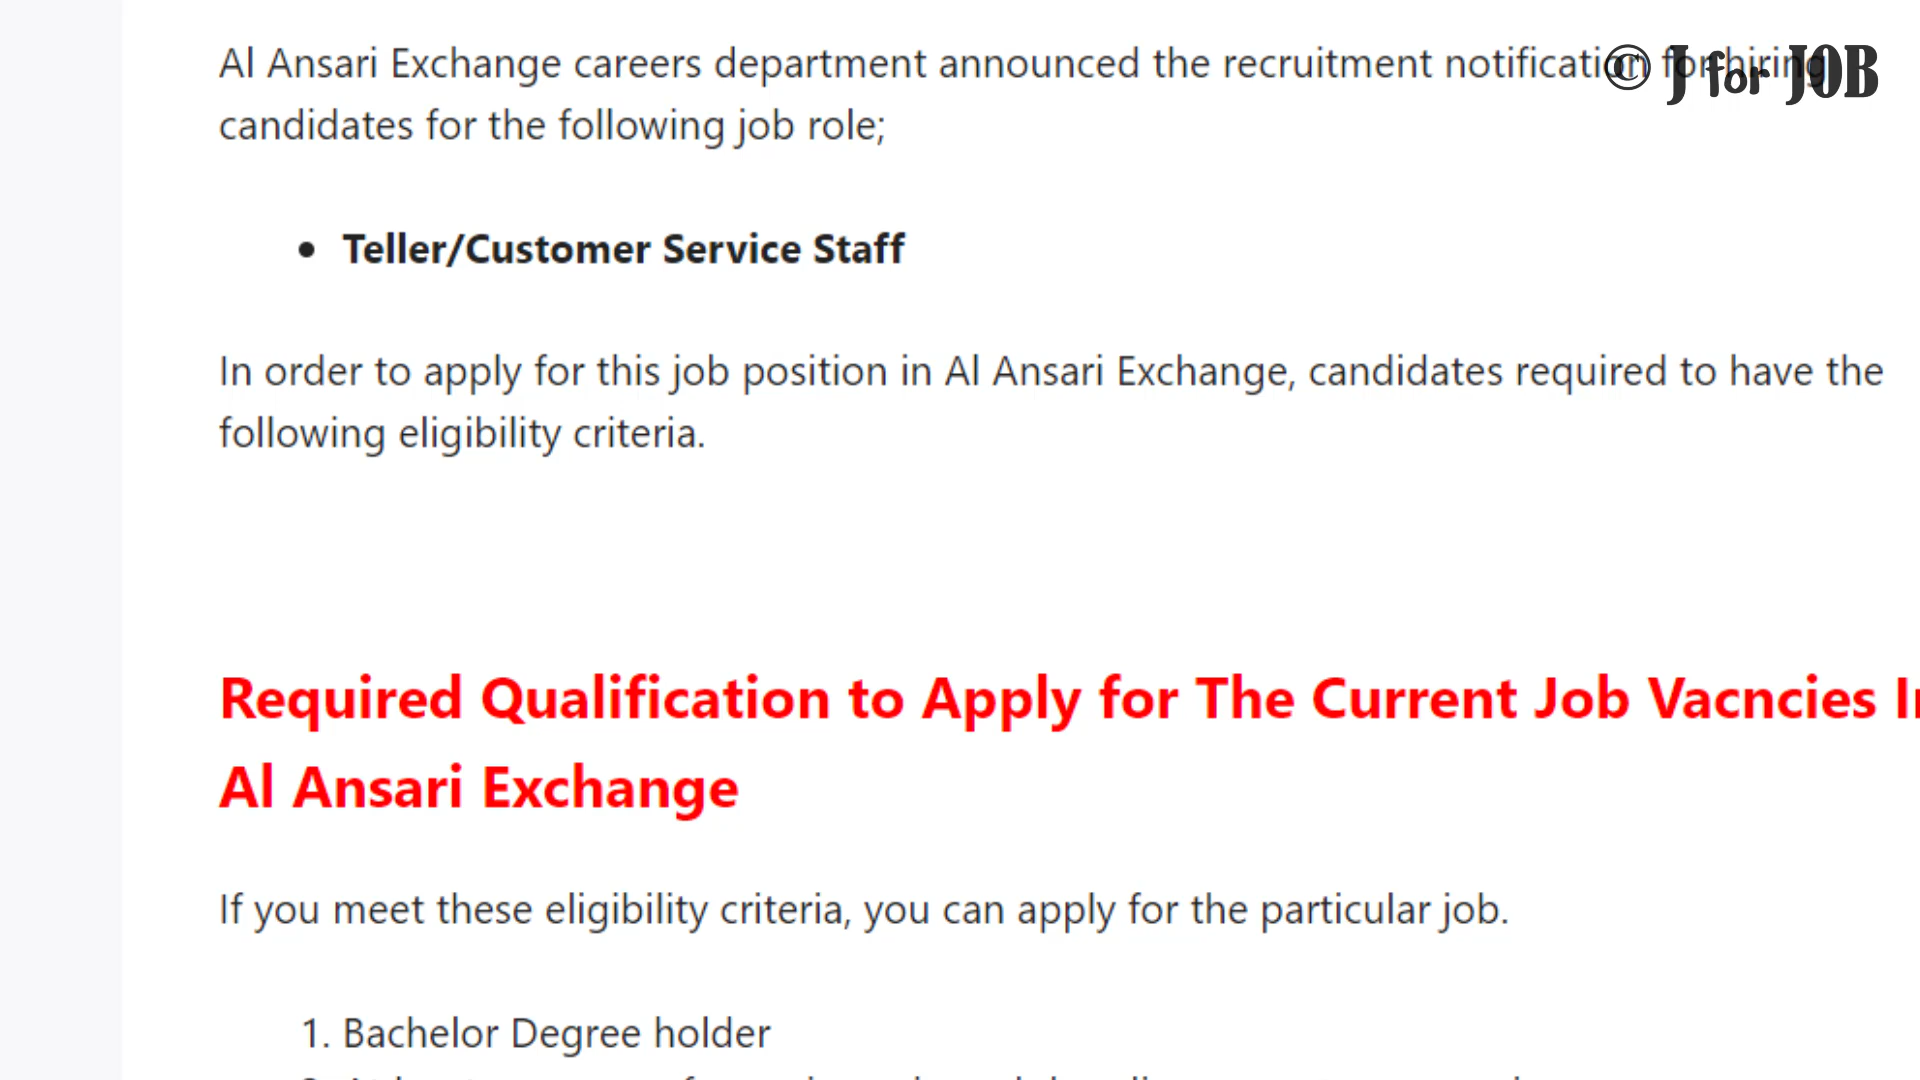 Al Ansari Exchange careers department announced the recruitment notification for hiring
© J for JOB
candidates for the following job role;
• Teller/Customer Service Staff
In order to apply for this job position in Al Ansari Exchange, candidates required to have the
following eligibility criteria.
Required Qualification to Apply for The Current Job Vacncies
Al Ansari Exchange
If you meet these eligibility criteria, you can apply for the particular job.
1. Bachelor Degree holder